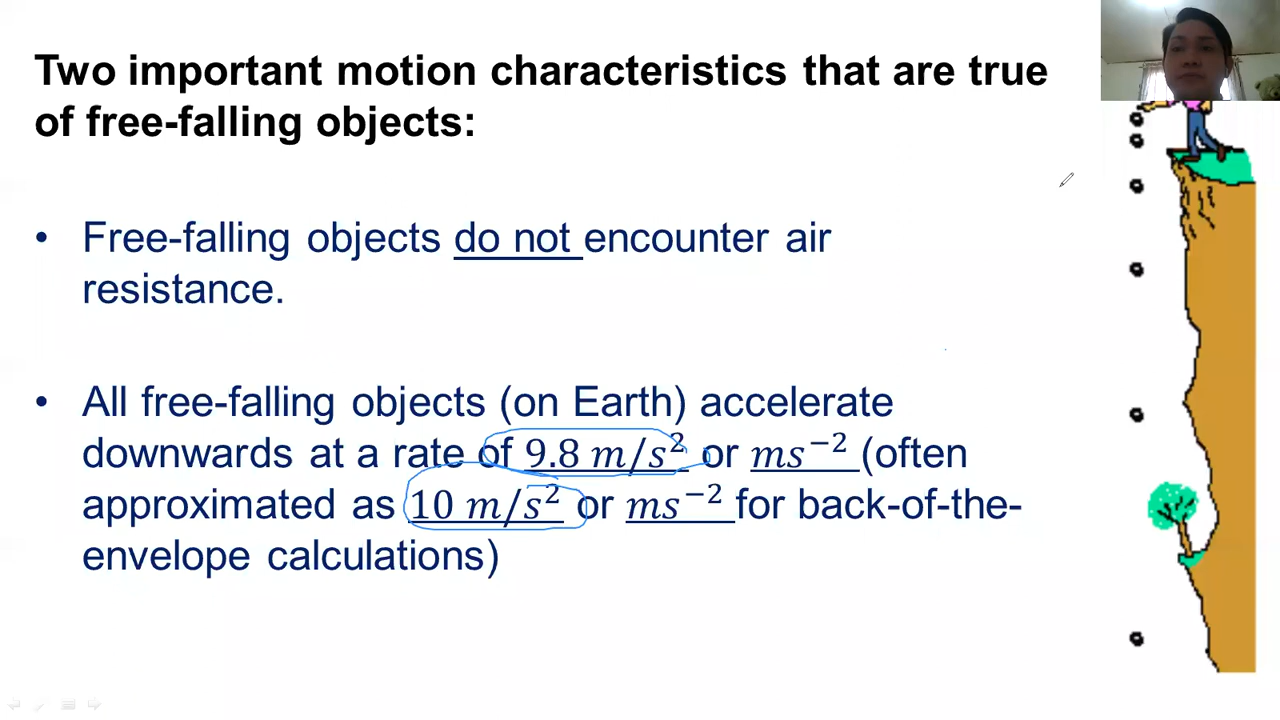 Two important motion characteristics that are true
of free-falling objects:
• Free-falling objects do not encounter air
resistance.
• All free-falling objects (on Earth) accelerate
downwards at a rate of 9.8 m/s² or ms⁻² (often
approximated as 10 m/s² or ms⁻² for back-of-the-
envelope calculations)